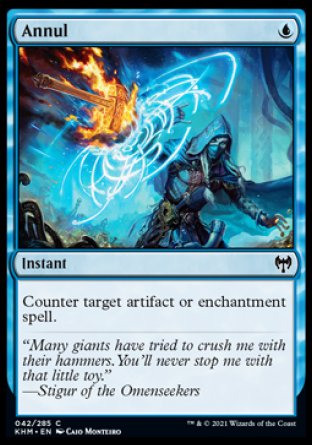 Annul
Instant
Counter target artifact or enchantment
spell.
“Many giants have tried to crush me with
their hammers. You’ll never stop me with
that little toy.”
—Stigur of the Omenseekers
042/285 C
KHM • EN Caio Monteiro
™ & © 2021 Wizards of the Coast